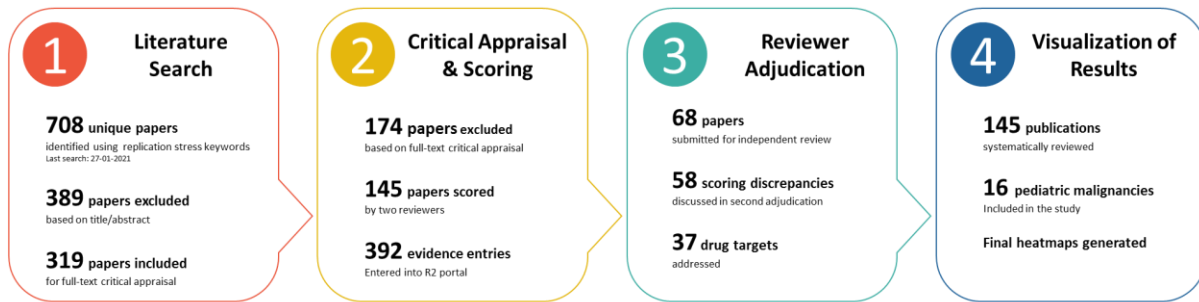 1
Literature
Search
708 unique papers
identified using replication stress keywords
Last search: 27-01-2021
389 papers excluded
based on title/abstract
319 papers included
for full-text critical appraisal
2
Critical Appraisal
& Scoring
174 papers excluded
based on full-text critical appraisal
145 papers scored
by two reviewers
392 evidence entries
Entered into R2 portal
3
Reviewer
Adjudication
68 papers
submitted for independent review
58 scoring discrepancies
discussed in second adjudication
37 drug targets
addressed
4
Visualization of
Results
145 publications
systematically reviewed
16 pediatric malignancies
Included in the study
Final heatmaps generated